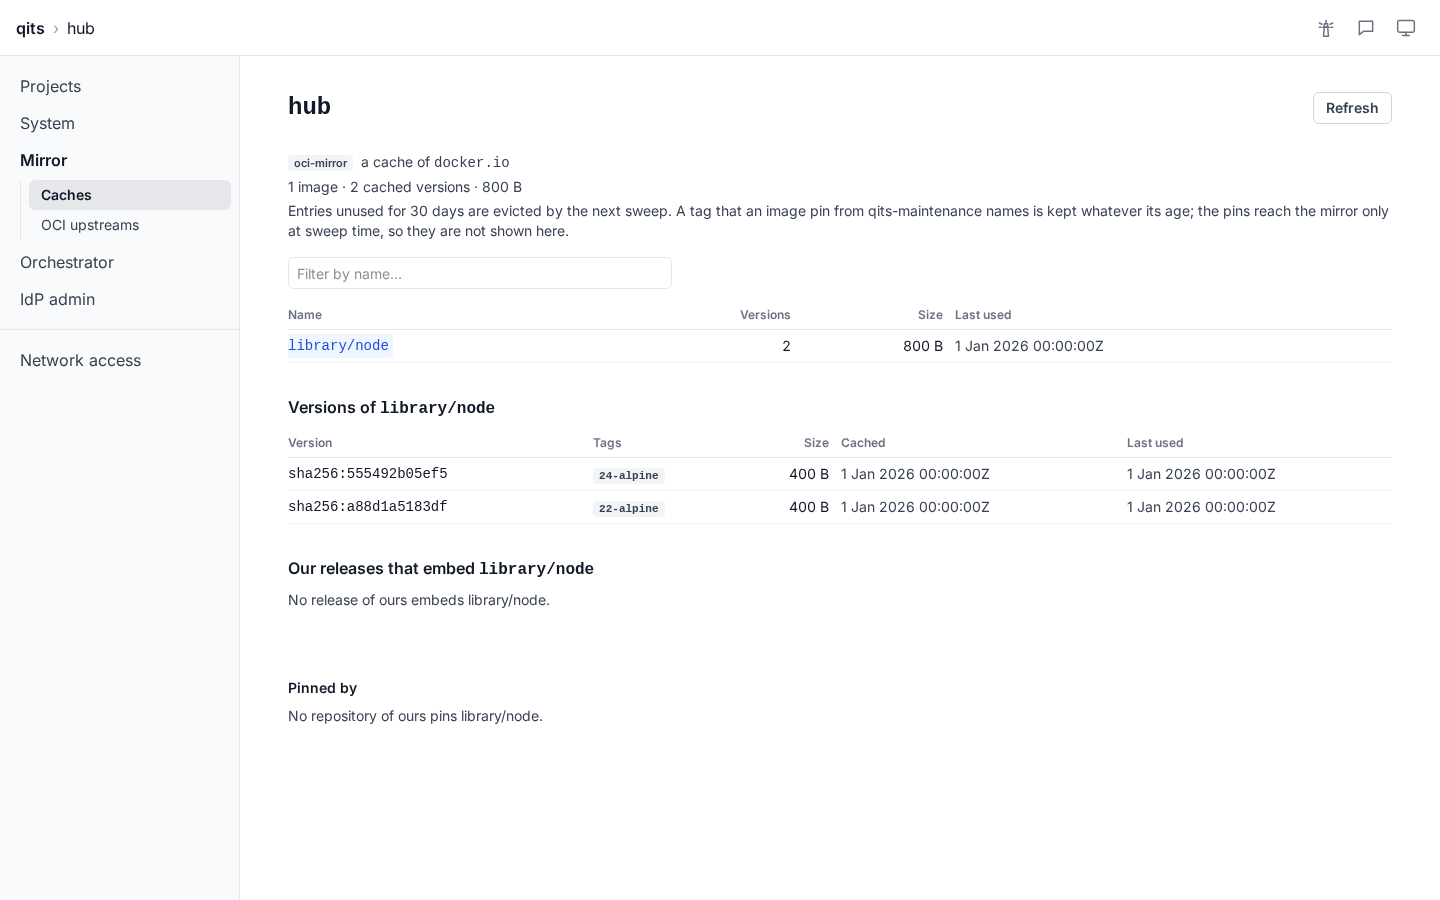 qits › hub
Projects
System
Mirror
Caches
OCI upstreams
Orchestrator
IdP admin
Network access
hub
Refresh
oci-mirror a cache of docker.io
1 image · 2 cached versions · 800 B
Entries unused for 30 days are evicted by the next sweep. A tag that an image pin from qits-maintenance names is kept whatever its age; the pins reach the mirror only
at sweep time, so they are not shown here.
Filter by name...
Name Versions Size Last used
library/node 2 800 B 1 Jan 2026 00:00:00Z
Versions of library/node
Version Tags Size Cached Last used
sha256:555492b05ef5 24-alpine 400 B 1 Jan 2026 00:00:00Z 1 Jan 2026 00:00:00Z
sha256:a88d1a5183df 22-alpine 400 B 1 Jan 2026 00:00:00Z 1 Jan 2026 00:00:00Z
Our releases that embed library/node
No release of ours embeds library/node.
Pinned by
No repository of ours pins library/node.